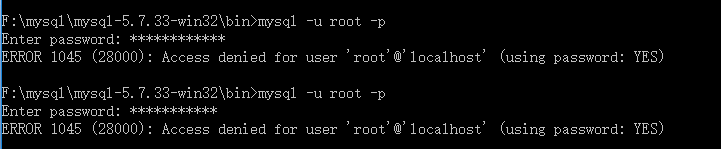 F:\mysql\mysql-5.7.33-win32\bin>mysql -u root -p
Enter password: ************
ERROR 1045 (28000): Access denied for user 'root'@'localhost' (using password: YES)
F:\mysql\mysql-5.7.33-win32\bin>mysql -u root -p
Enter password: ***********
ERROR 1045 (28000): Access denied for user 'root'@'localhost' (using password: YES)